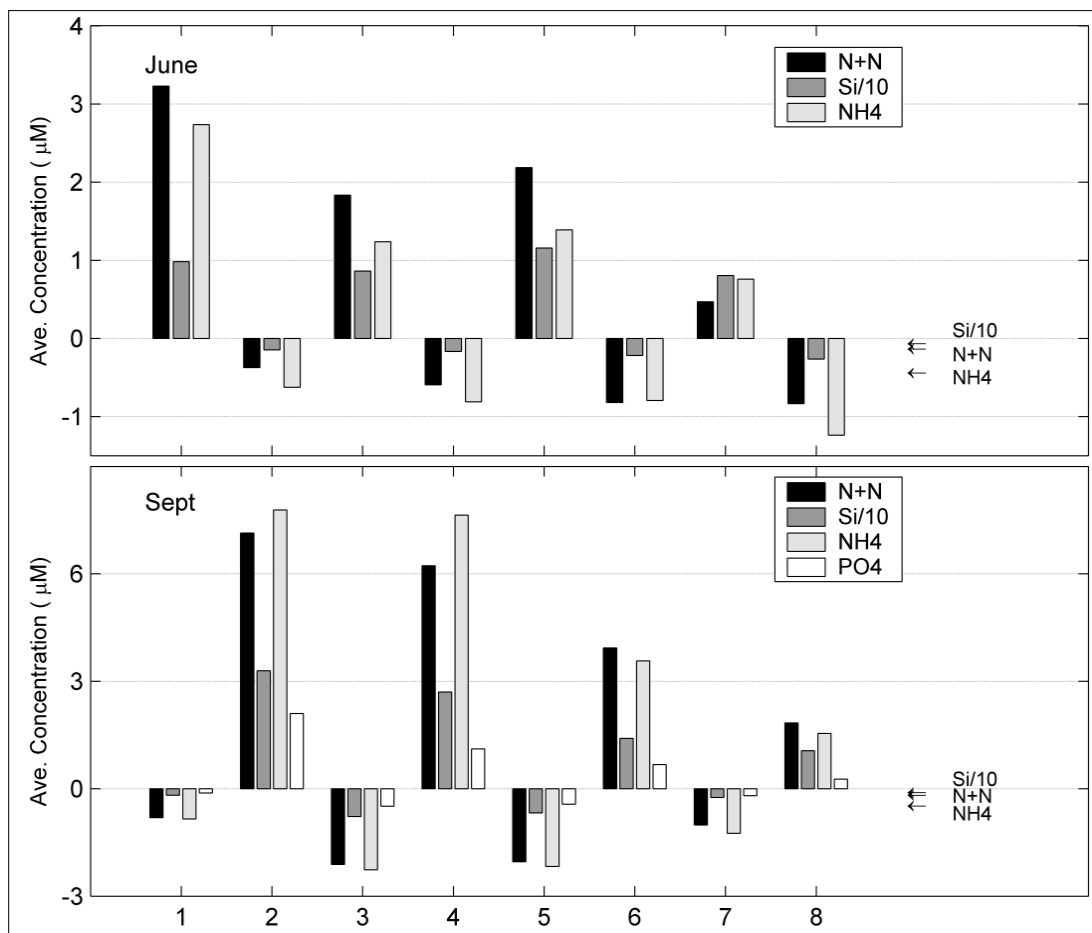 June
N+N
Si/10
NH4
4
3
2
1
0
-1
Ave. Concentration ( µM)
Si/10
N+N
NH4
Sept
N+N
Si/10
NH4
PO4
6
3
0
-3
Ave. Concentration ( µM)
Si/10
N+N
NH4
1 2 3 4 5 6 7 8